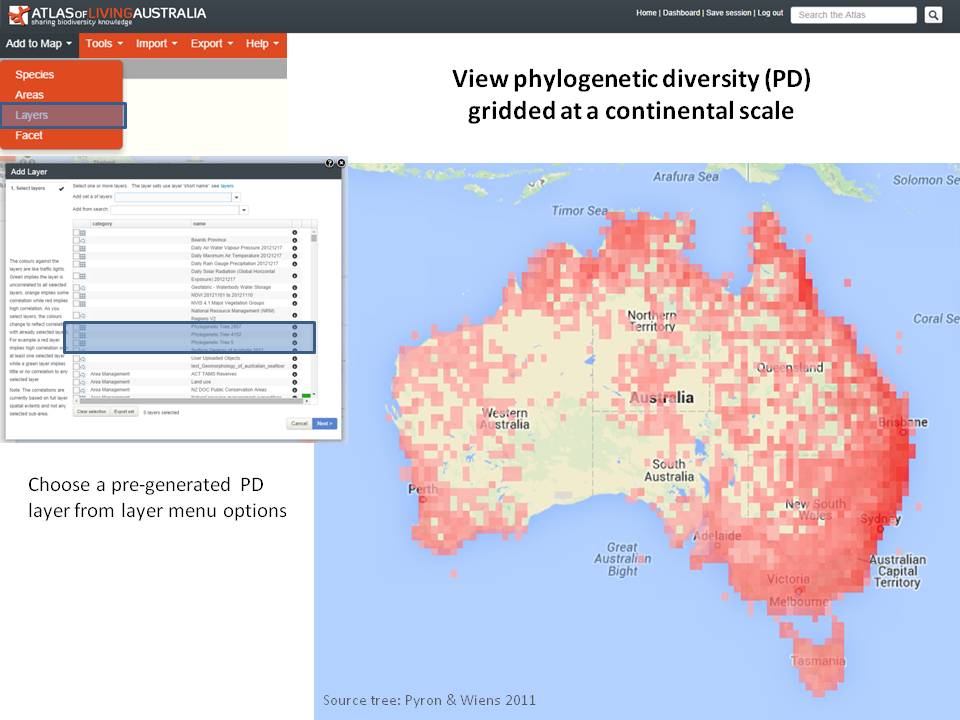 ATLAS OF LIVING AUSTRALIA
sharing biodiversity knowledge
Home | Dashboard | Save session | Log out
Search the Atlas
Add to Map Tools Import Export Help
Species
Areas
Layers
Facet
View phylogenetic diversity (PD)
gridded at a continental scale
Add Layer
1. Select layers
Select one or more layers. The layer sets use layer 'short name'. see layers
Add set a of layers
Add from search
category name
Beards Province
Daily Air Water Vapour Pressure 20121217
Daily Maximum Air Temperature 20121217
Daily Rain Gauge Precipitation 20121217
Daily Solar Radiation (Global Horizontal
Exposure) 20121217
Geofabric - Waterbody Water Storage
NDVI 20121101 to 20121110
NVIS 4.1 Major Vegetation Groups
National Resource Management (NRM)
Regions V2
Phylogenetic Tree
Phylogenetic Tree
Phylogenetic Tree
User Uploaded Objects
test_Geomorphology_of_australian_seafloor
Area Management ACT TAMS Reserves
Area Management Land use
Area Management NZ DOC Public Conservation Areas
Area Management
The colours against the
layers are like traffic lights.
Green implies the layer is
uncorrelated to all selected
layers, orange implies some
correlation while red implies
high correlation. As you
select layers, the colours
change to reflect correlation
with already selected layers.
For example a red layer
implies high correlation with
at least one selected layer
while a green layer implies
little or no correlation to any
selected layer
Note: The correlations are
currently based on full layer
spatial extents and not any
selected sub-area.
Clear selection Export set 0 layers selected
Cancel Next >
Choose a pre-generated PD
layer from layer menu options
Arafura Sea
Solomon Se
Timor Sea
Coral Se
Northern
Territory
Queensland
Australia
Western
Australia
Brisbane
South
Australia
Perth
New South
Wales
Sydney
Adelaide
Great
Australian
Bight
Australian
Capital
Territory
Victoria
Melbourne
Tasmania
Source tree: Pyron & Wiens 2011